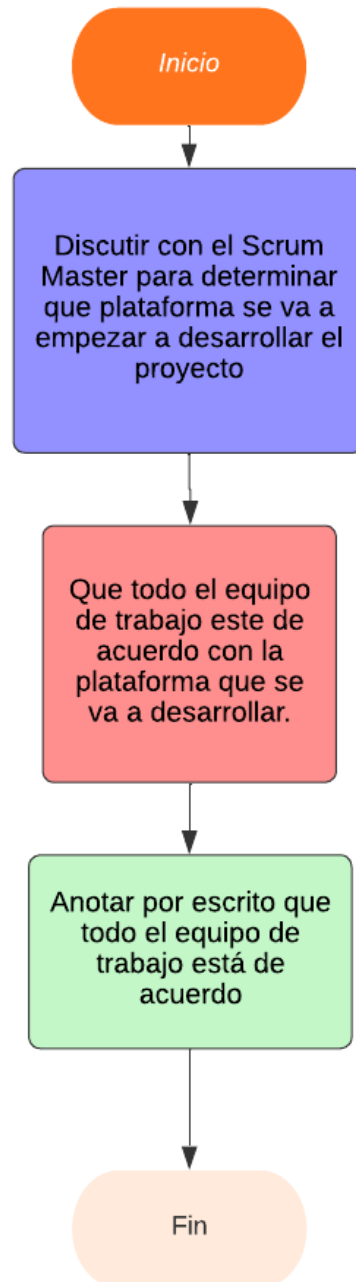 Inicio
Discutir con el Scrum
Master para determinar
que plataforma se va a
empezar a desarrollar el
proyecto
Que todo el equipo
de trabajo este de
acuerdo con la
plataforma que se
va a desarrollar.
Anotar por escrito que
todo el equipo de
trabajo está de
acuerdo
Fin